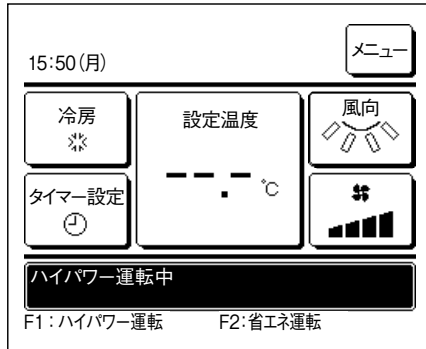 メニュー
15:50(月)
冷房
設定温度
風向
--.- ℃
タイマー設定
ハイパワー運転中
F1：ハイパワー運転 F2:省エネ運転